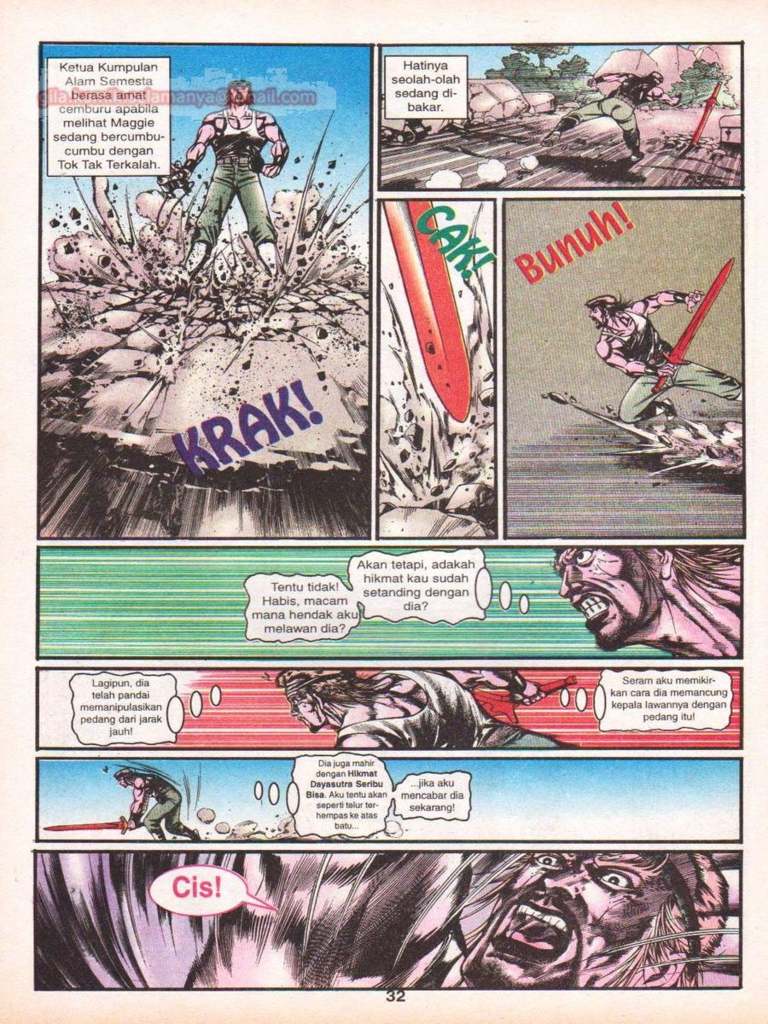 Ketua Kumpulan
Alam Semesta
berasa amat
cemburu apabila
melihat Maggie
sedang bercumbu-
cumbu dengan
Tok Tak Terkalah.
KRAK!
Hatinya
seolah-olah
sedang di-
bakar.
CAK!
Bunuh!
Akan tetapi, adakah
hikmat kau sudah
setanding dengan
dia?
Tentu tidak!
Habis, macam
mana hendak aku
melawan dia?
Lagipun, dia
telah pandai
memanipulasikan
pedang dari jarak
jauh!
Seram aku memikir-
kan cara dia memancung
kepala lawannya dengan
pedang itu!
Dia juga mahir
dengan Hikmat
Dayasutra Seribu
Bisa. Aku tentu akan
seperti telur ter-
hempas ke atas
batu...
...jika aku
mencabar dia
sekarang!
Cis!
32